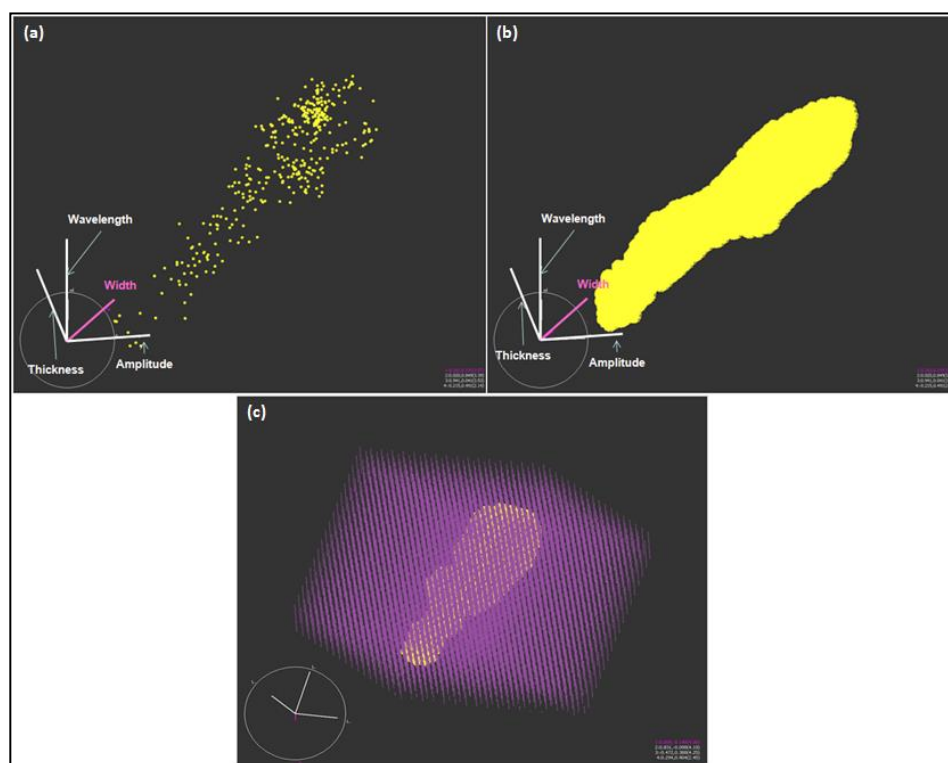 (a)
Wavelength
Width
Thickness
Amplitude
(b)
Wavelength
Width
Thickness
Amplitude
(c)